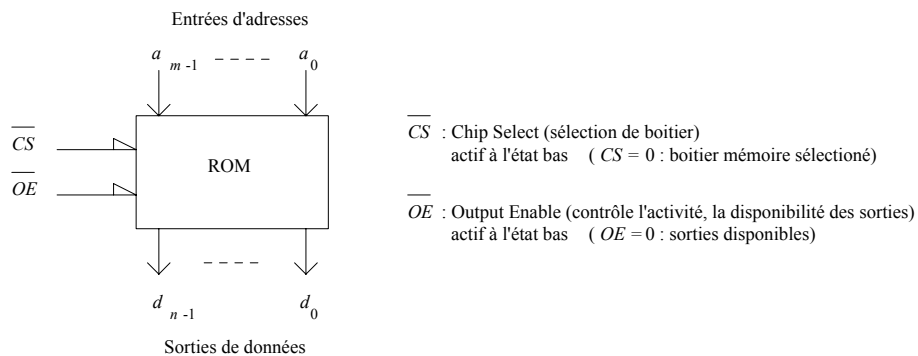 Entrées d'adresses
a m-1 a 0
CS
OE
ROM
d n-1 d 0
Sorties de données
CS : Chip Select (sélection de boitier)
actif à l'état bas ( CS = 0 : boitier mémoire sélectioné)
OE : Output Enable (contrôle l'activité, la disponibilité des sorties)
actif à l'état bas ( OE = 0 : sorties disponibles)